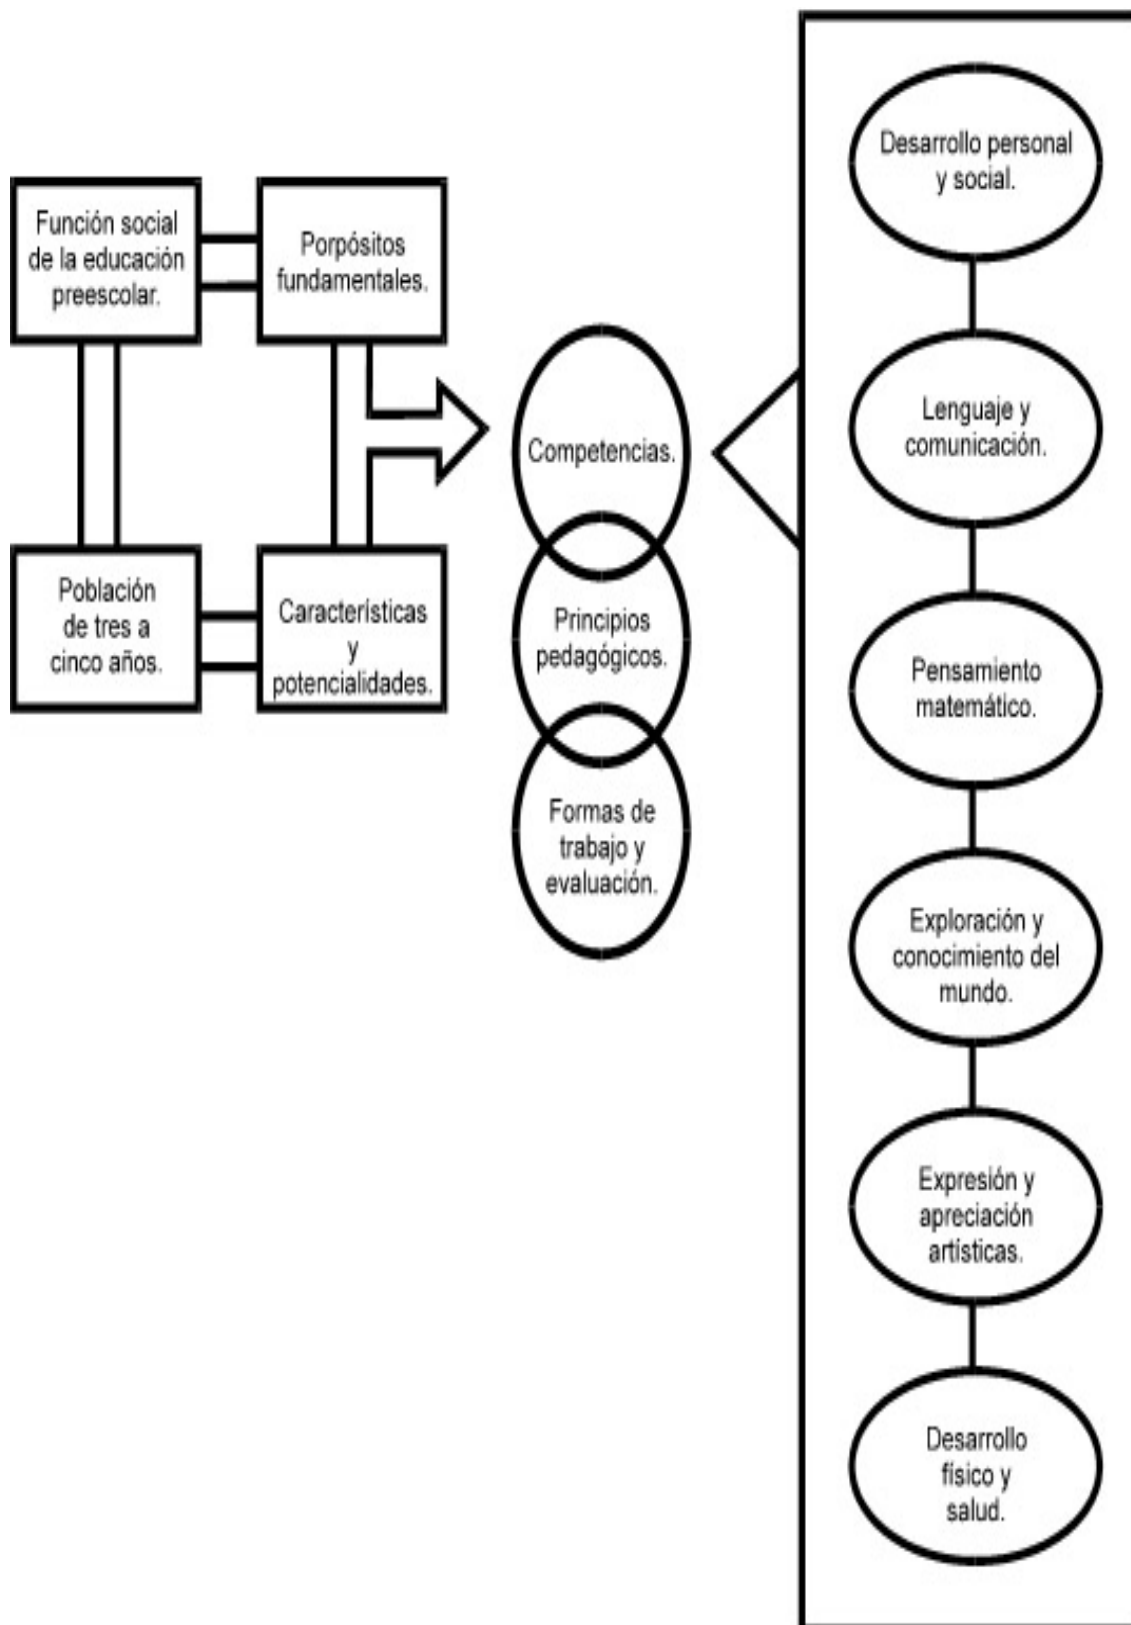 Función social
de la educación
preescolar.
Porpósitos
fundamentales.
Población
de tres a
cinco años.
Características
y
potencialidades.
Competencias.
Principios
pedagógicos.
Formas de
trabajo y
evaluación.
Desarrollo personal
y social.
Lenguaje y
comunicación.
Pensamiento
matemático.
Exploración y
conocimiento del
mundo.
Expresión y
apreciación
artísticas.
Desarrollo
físico y
salud.